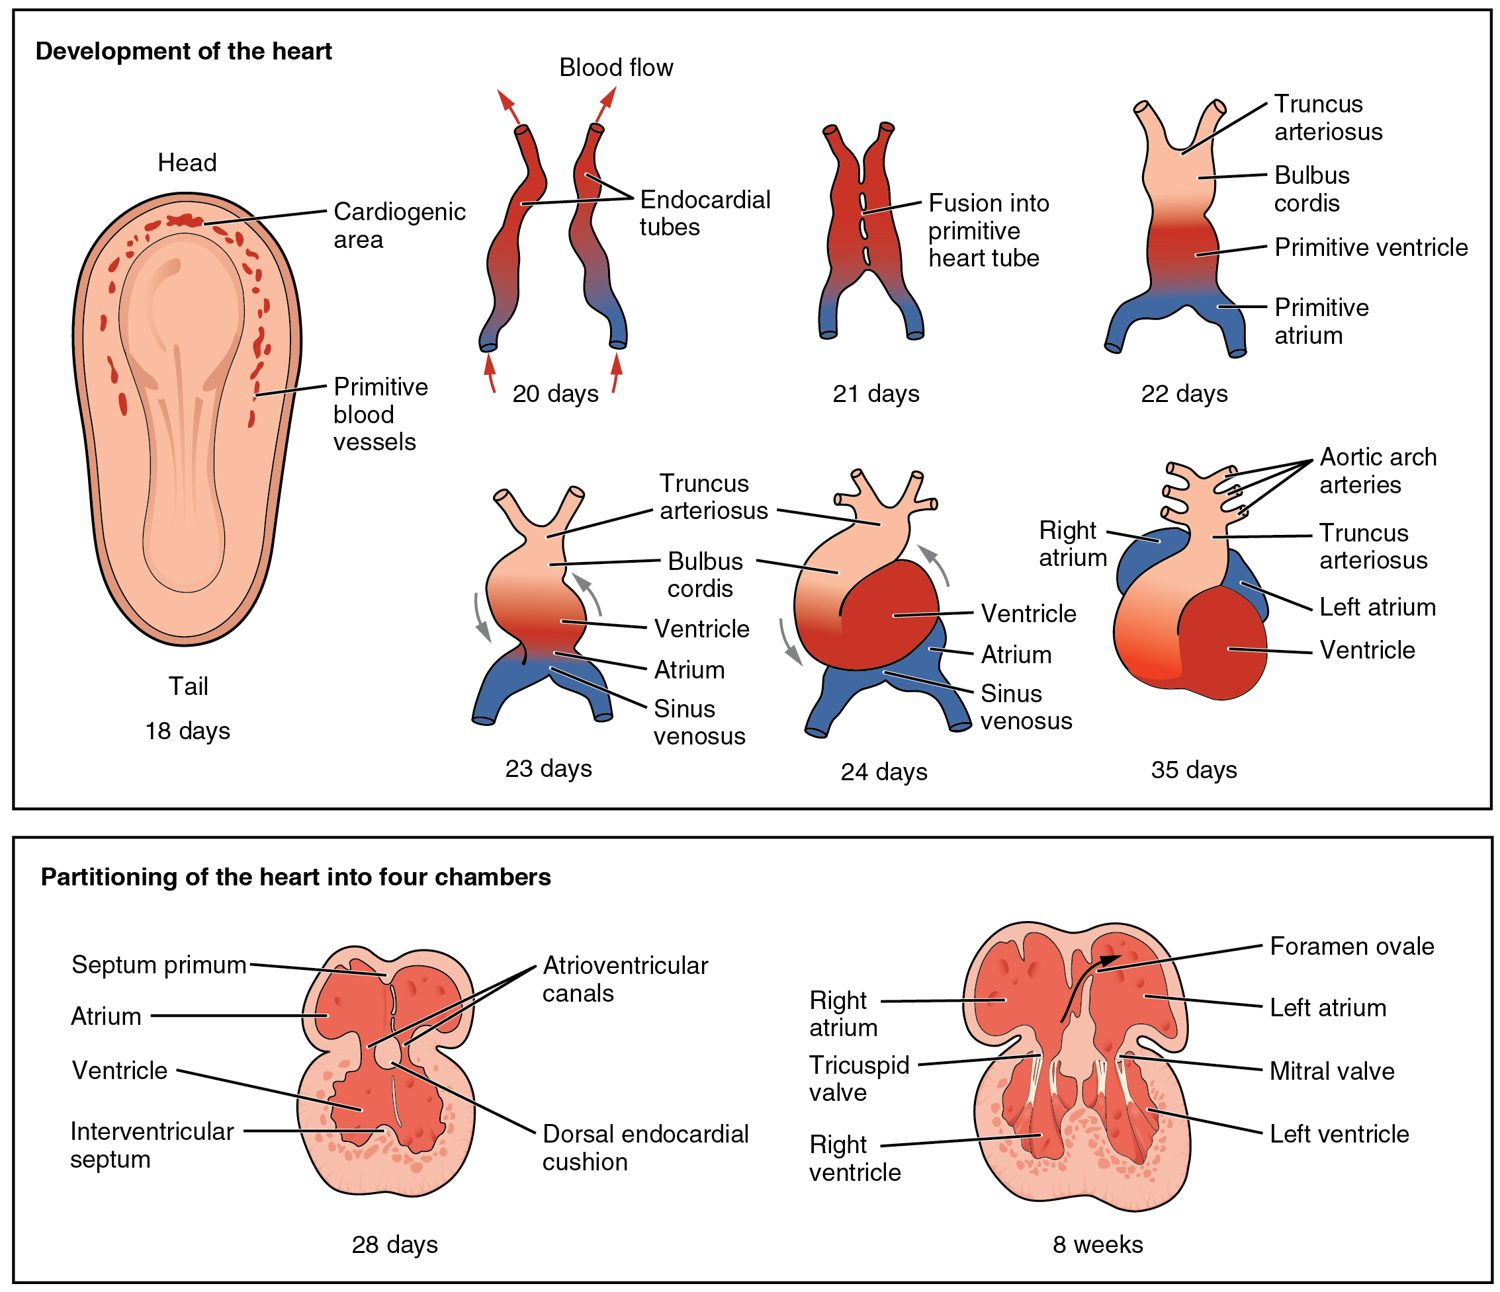 Development of the heart
Head
Cardiogenic
area
Primitive
blood
vessels
Tail
18 days
Blood flow
Endocardial
tubes
20 days
Fusion into
primitive
heart tube
21 days
Truncus
arteriosus
Bulbus
cordis
Primitive ventricle
Primitive
atrium
22 days
Truncus
arteriosus
Bulbus
cordis
Ventricle
Atrium
Sinus
venosus
23 days
Ventricle
Atrium
Sinus
venosus
24 days
Right
atrium
Aortic arch
arteries
Truncus
arteriosus
Left atrium
Ventricle
35 days
Partitioning of the heart into four chambers
Septum primum
Atrium
Ventricle
Interventricular
septum
Atrioventricular
canals
Dorsal endocardial
cushion
28 days
Right
atrium
Tricuspid
valve
Right
ventricle
Foramen ovale
Left atrium
Mitral valve
Left ventricle
8 weeks